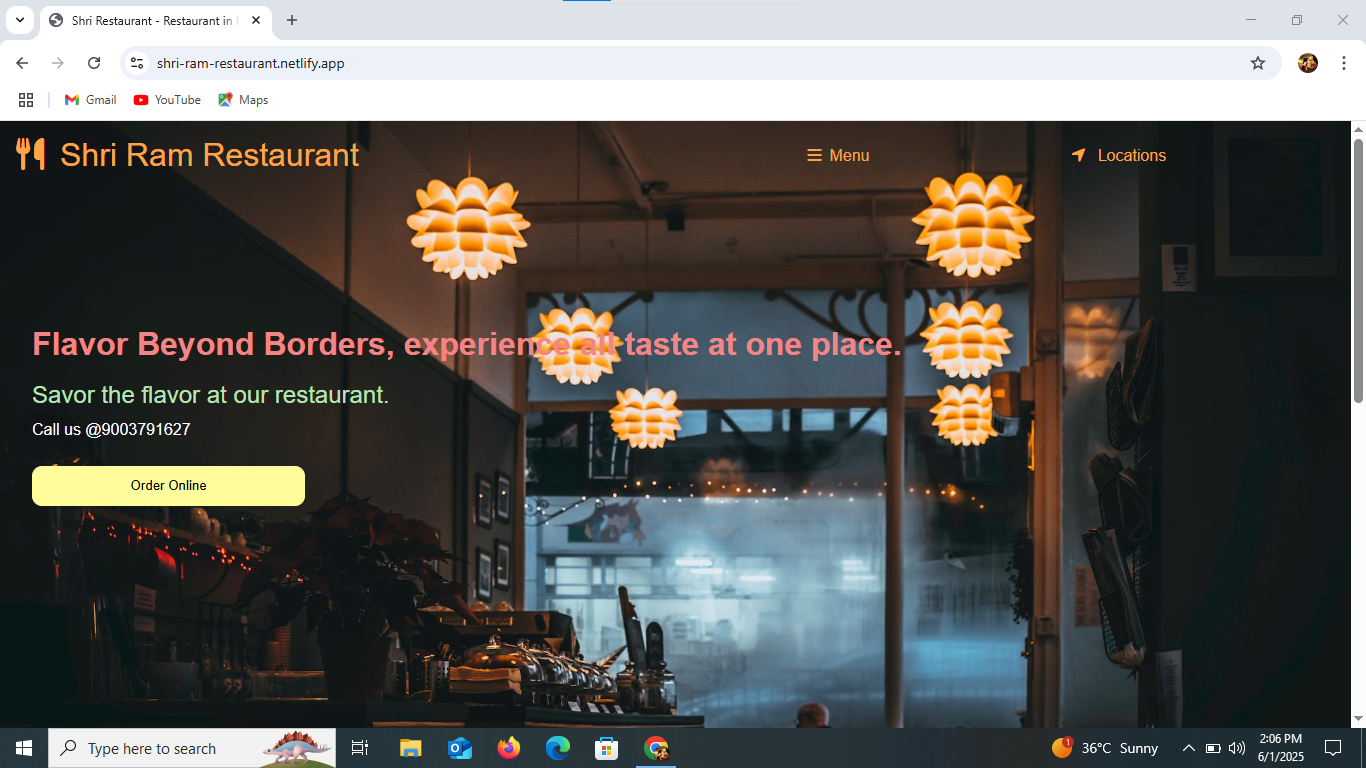 Shri Restaurant - Restaurant in
shri-ram-restaurant.netlify.app
Gmail
YouTube
Maps
Shri Ram Restaurant
Menu
Locations
Flavor Beyond Borders, experience all taste at one place.
Savor the flavor at our restaurant.
Call us @9003791627
Order Online
Type here to search
1
36°C Sunny
2:06 PM
6/1/2025